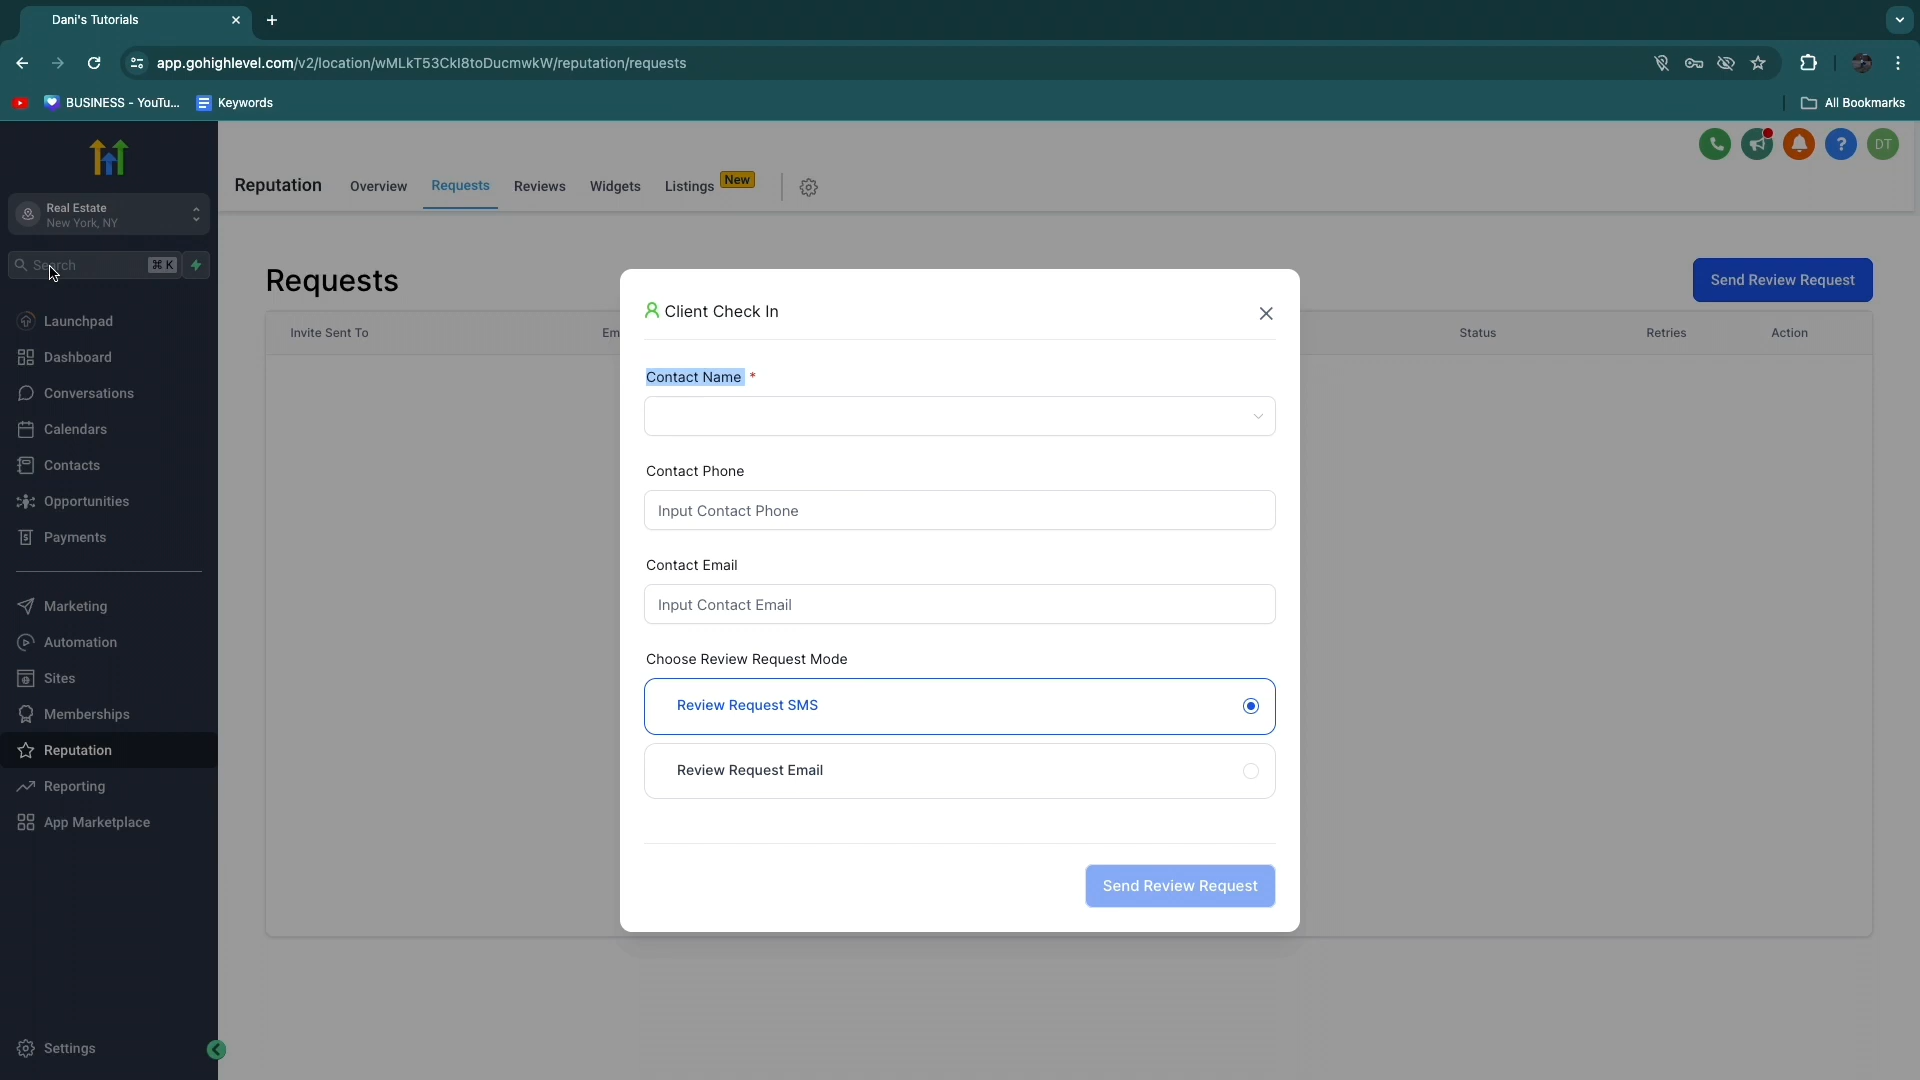 Dani's Tutorials
app.gohighlevel.com/v2/location/wMLkT53CkI8toDucmwkW/reputation/requests
BUSINESS - YouTu...
Keywords
All Bookmarks
Real Estate
New York, NY
Search
⌘ K
Launchpad
Dashboard
Conversations
Calendars
Contacts
Opportunities
Payments
Marketing
Automation
Sites
Memberships
Reputation
Reporting
App Marketplace
Settings
Reputation
Overview
Requests
Reviews
Widgets
Listings
New
?
DT
Requests
Send Review Request
Invite Sent To
Em
Status
Retries
Action
Client Check In
Contact Name *
Contact Phone
Input Contact Phone
Contact Email
Input Contact Email
Choose Review Request Mode
Review Request SMS
Review Request Email
Send Review Request